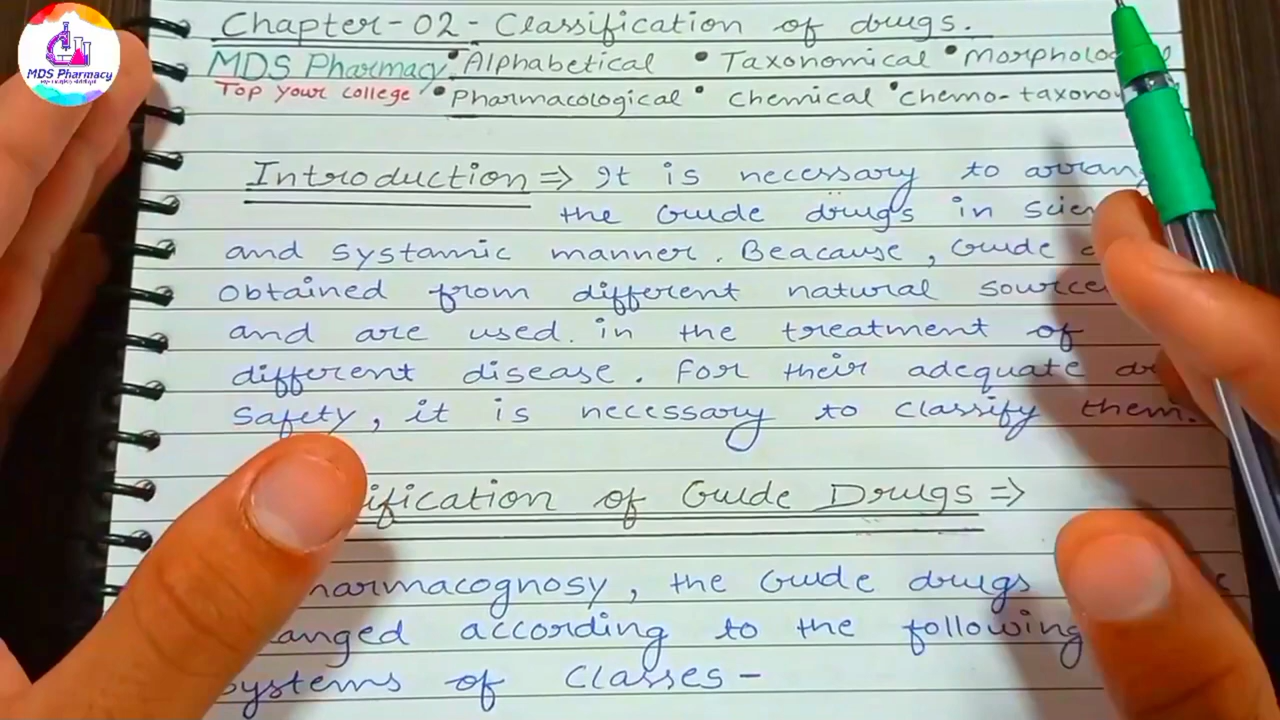 MDS Pharmacy
Chapter-02 - Classification of drugs.
MDS Pharmacy • Alphabetical • Taxonomical • Morpholo
Top your college • Pharmacological • Chemical • Chemo-taxono
Introduction ⇒ It is necessary to arran
the Crude drugs in scien
and systamic manner. Beacause, Crude
obtained from different natural source
and are used in the treatment of
different disease. For their adequate
safety, it is necessary to classify them.
ification of Crude Drugs ⇒
harmacognosy, the Crude drugs
anged according to the following
systems of Classes -